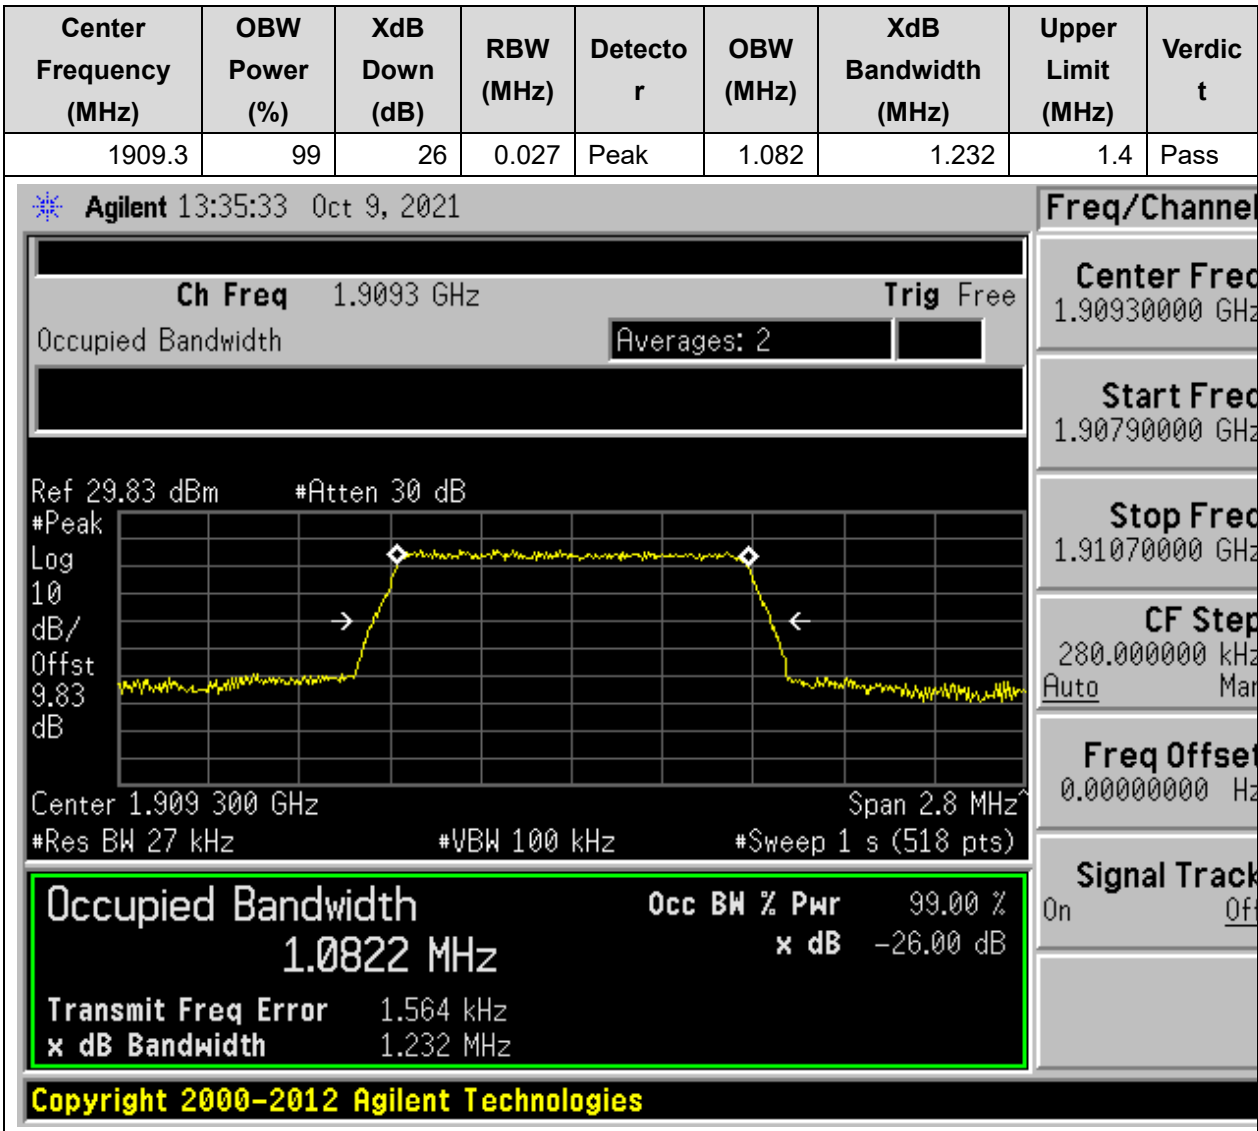 Center Frequency (MHz) OBW Power (%) XdB Down (dB) RBW (MHz) Detecto r OBW (MHz) XdB Bandwidth (MHz) Upper Limit (MHz) Verdic t
1909.3 99 26 0.027 Peak 1.082 1.232 1.4 Pass
Agilent 13:35:33 Oct 9, 2021
Freq/Channel
Ch Freq 1.9093 GHz Trig Free
Occupied Bandwidth Averages: 2
Center Freq
1.90930000 GHz
Start Freq
1.90790000 GHz
Stop Freq
1.91070000 GHz
CF Step
280.000000 kHz
Auto Man
Freq Offset
0.00000000 Hz
Signal Track
On Off
Ref 29.83 dBm #Atten 30 dB
#Peak
Log
10
dB/
Offst
9.83
dB
Center 1.909 300 GHz Span 2.8 MHz^
#Res BW 27 kHz #VBW 100 kHz #Sweep 1 s (518 pts)
Occupied Bandwidth Occ BW % Pwr 99.00 %
1.0822 MHz x dB -26.00 dB
Transmit Freq Error 1.564 kHz
x dB Bandwidth 1.232 MHz
Copyright 2000-2012 Agilent Technologies